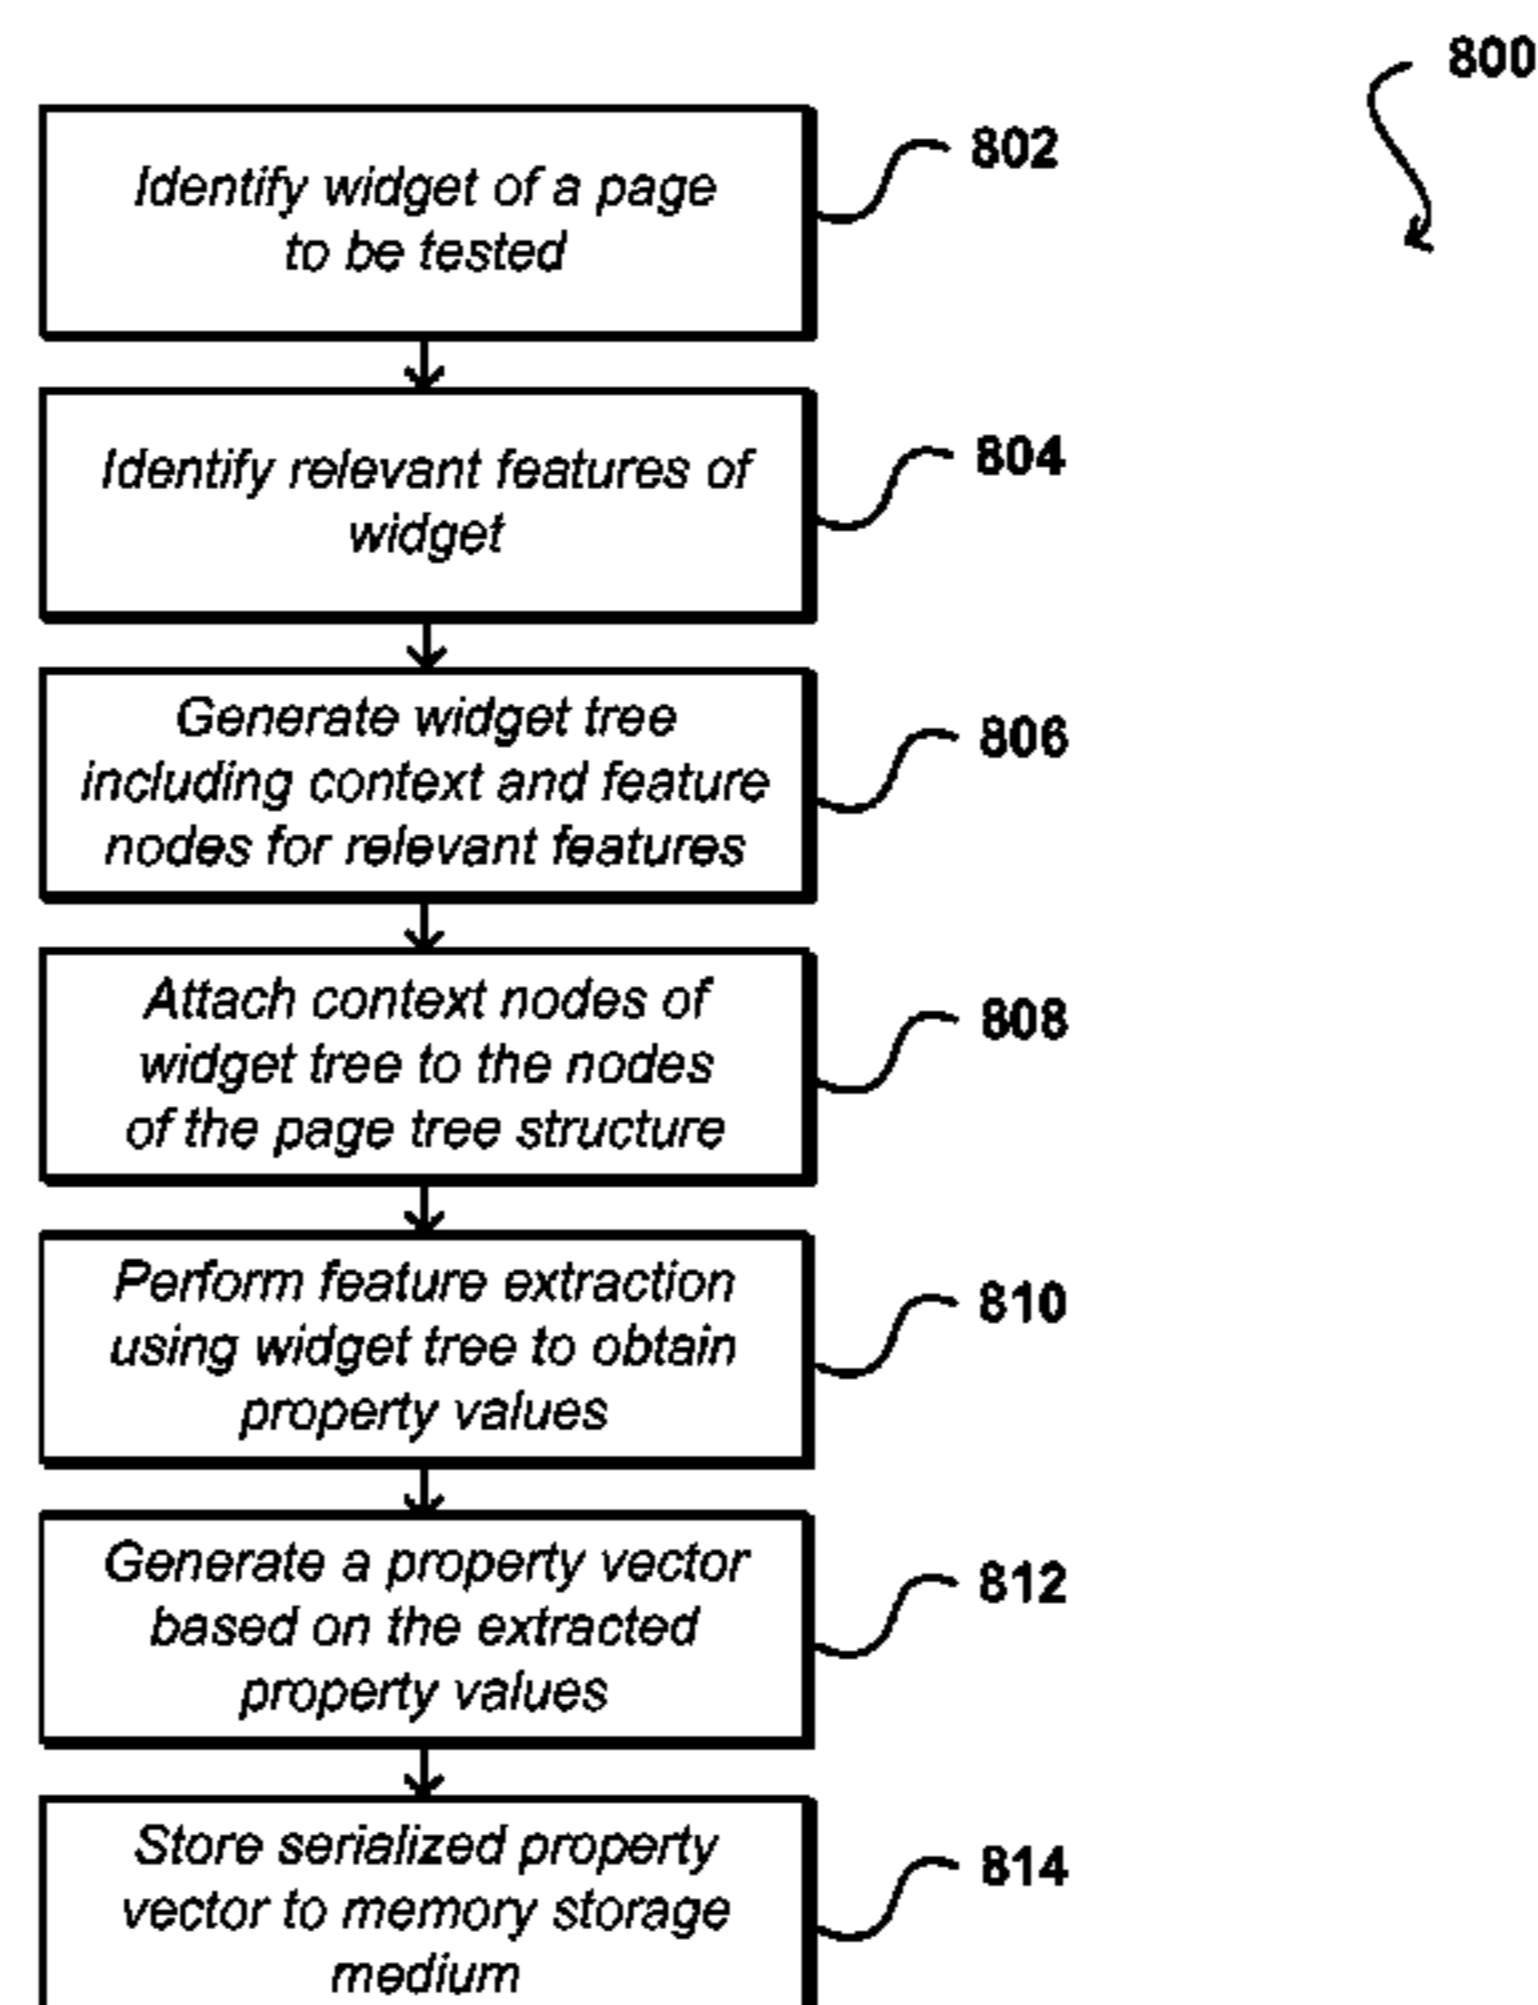 800
Identify widget of a page
to be tested
802
Identify relevant features of
widget
804
Generate widget tree
including context and feature
nodes for relevant features
806
Attach context nodes of
widget tree to the nodes
of the page tree structure
808
Perform feature extraction
using widget tree to obtain
property values
810
Generate a property vector
based on the extracted
property values
812
Store serialized property
vector to memory storage
medium
814